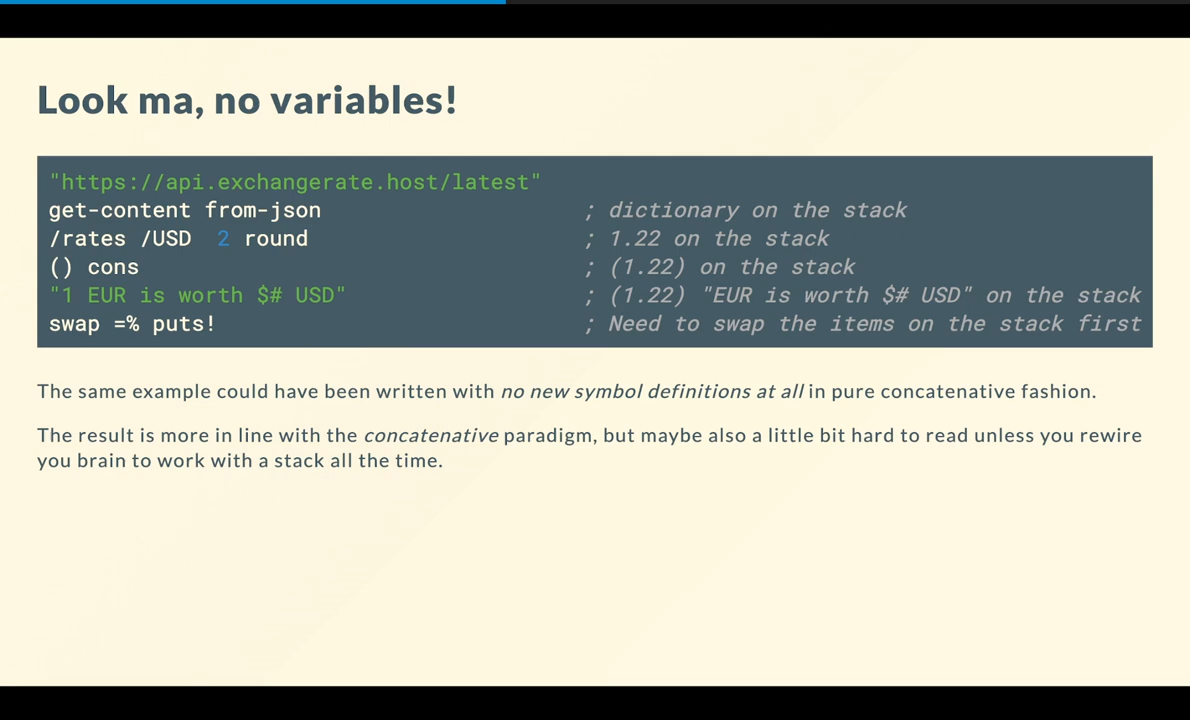 Look ma, no variables!
"https://api.exchangerate.host/latest"
get-content from-json ; dictionary on the stack
/rates /USD 2 round ; 1.22 on the stack
() cons ; (1.22) on the stack
"1 EUR is worth $# USD" ; (1.22) "EUR is worth $# USD" on the stack
swap =% puts! ; Need to swap the items on the stack first
The same example could have been written with no new symbol definitions at all in pure concatenative fashion.
The result is more in line with the concatenative paradigm, but maybe also a little bit hard to read unless you rewire
you brain to work with a stack all the time.